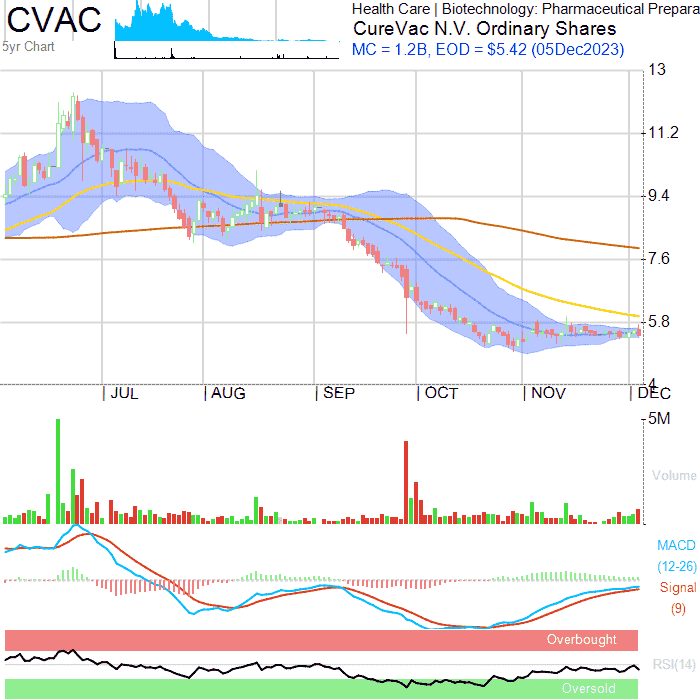 CVAC
5yr Chart
Health Care | Biotechnology: Pharmaceutical Prepara
CureVac N.V. Ordinary Shares
MC = 1.2B, EOD = $5.42 (05Dec2023)
13
11.2
9.4
7.6
5.8
4
JUL AUG SEP OCT NOV DEC
5M
Volume
MACD
(12-26)
Signal
(9)
Overbought
RSI(14)
Oversold